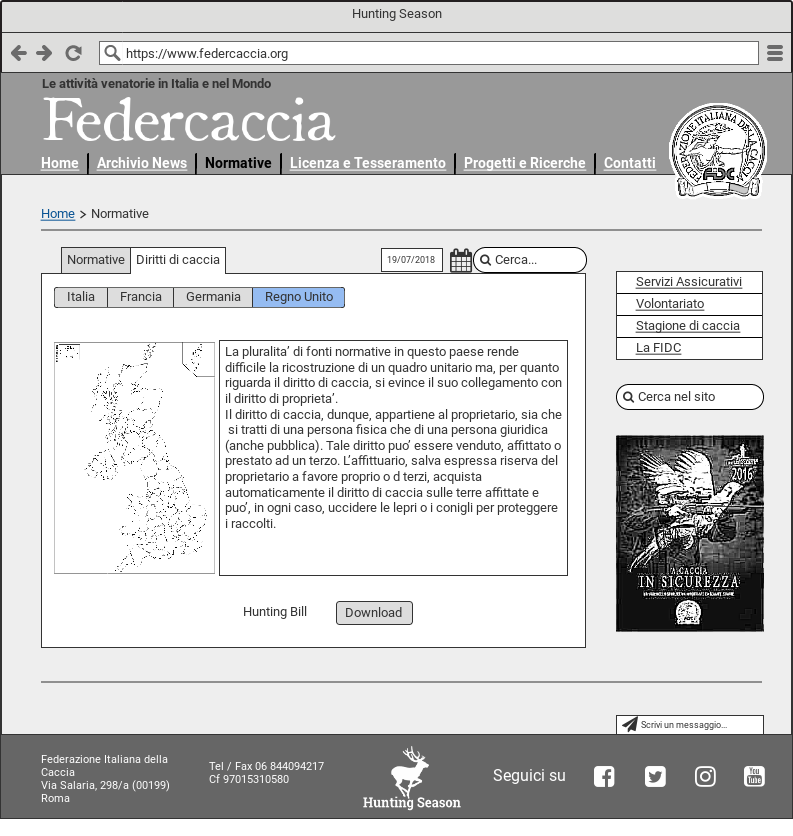 Hunting Season
https://www.federcaccia.org
Le attività venatorie in Italia e nel Mondo
Federcaccia
Home Archivio News Normative Licenza e Tesseramento Progetti e Ricerche Contatti
FEDERAZIONE ITALIANA DELLA CACCIA
FIDC
Home > Normative
Normative Diritti di caccia 19/07/2018 Cerca...
Italia Francia Germania Regno Unito
La pluralita’ di fonti normative in questo paese rende
difficile la ricostruzione di un quadro unitario ma, per quanto
riguarda il diritto di caccia, si evince il suo collegamento con
il diritto di proprieta’.
Il diritto di caccia, dunque, appartiene al proprietario, sia che
si tratti di una persona fisica che di una persona giuridica
(anche pubblica). Tale diritto puo’ essere venduto, affittato o
prestato ad un terzo. L’affittuario, salva espressa riserva del
proprietario a favore proprio o d terzi, acquista
automaticamente il diritto di caccia sulle terre affittate e
puo’, in ogni caso, uccidere le lepri o i conigli per proteggere
i raccolti.
Hunting Bill Download
Servizi Assicurativi
Volontariato
Stagione di caccia
La FIDC
Cerca nel sito
2016
A CACCIA
IN SICUREZZA
Scrivi un messaggio...
Federazione Italiana della
Caccia
Via Salaria, 298/a (00199)
Roma
Tel / Fax 06 844094217
Cf 97015310580
Hunting Season
Seguici su
You
Tube